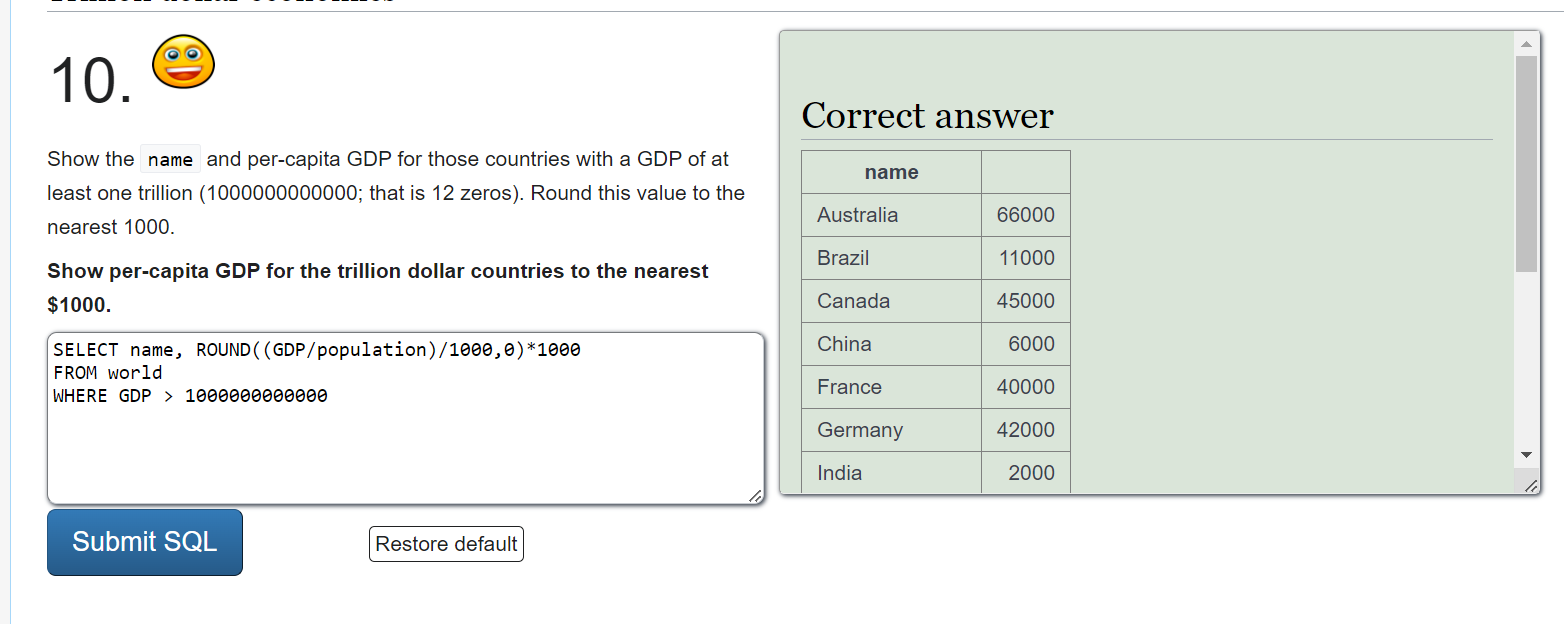 10.
Show the name and per-capita GDP for those countries with a GDP of at
least one trillion (1000000000000; that is 12 zeros). Round this value to the
nearest 1000.
Show per-capita GDP for the trillion dollar countries to the nearest
$1000.
SELECT name, ROUND((GDP/population)/1000,0)*1000
FROM world
WHERE GDP > 1000000000000
Submit SQL
Restore default
Correct answer
name
Australia 66000
Brazil 11000
Canada 45000
China 6000
France 40000
Germany 42000
India 2000